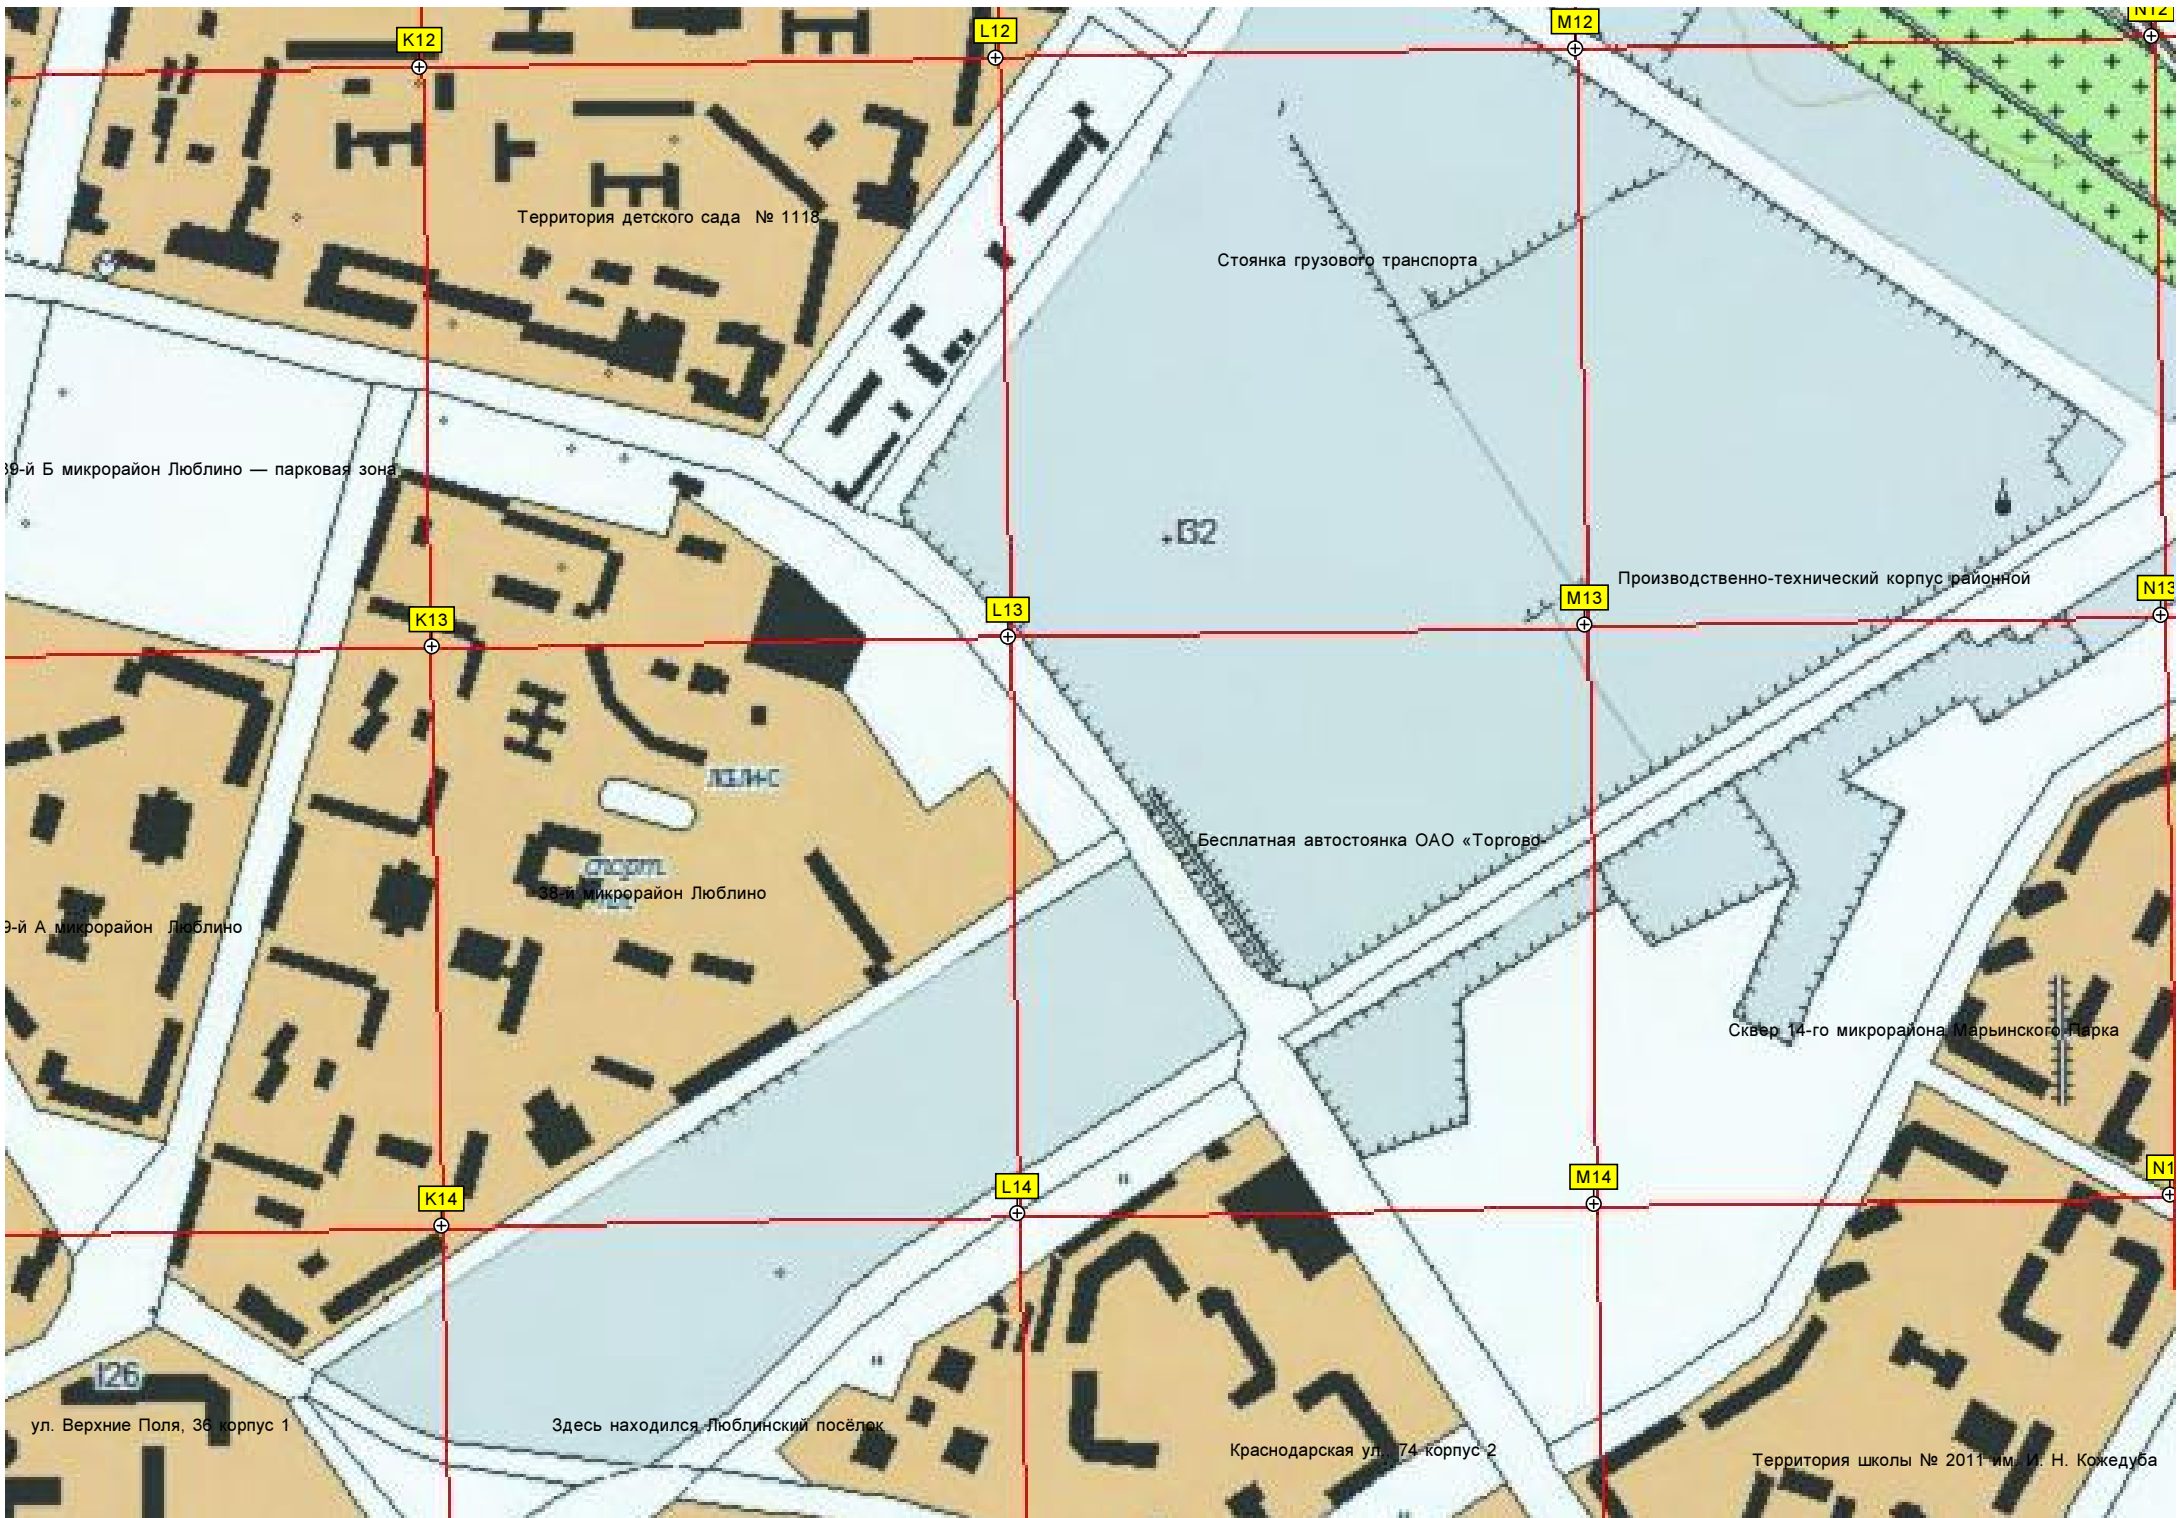 K12
L12
M12
N12
Территория детского сада № 1118
Стоянка грузового транспорта
39-й Б микрорайон Люблино — парковая зона
132
Производственно-технический корпус районной
K13
L13
M13
N13
Бесплатная автостоянка ОАО «Торгово-
спорт.
38-й микрорайон Люблино
9-й А микрорайон Люблино
Сквер 14-го микрорайона Марьинского Парка
K14
L14
M14
N1
126
ул. Верхние Поля, 36 корпус 1
Здесь находился Люблинский посёлок
Краснодарская ул., 74 корпус 2
Территория школы № 2011 им. И. Н. Кожедуба